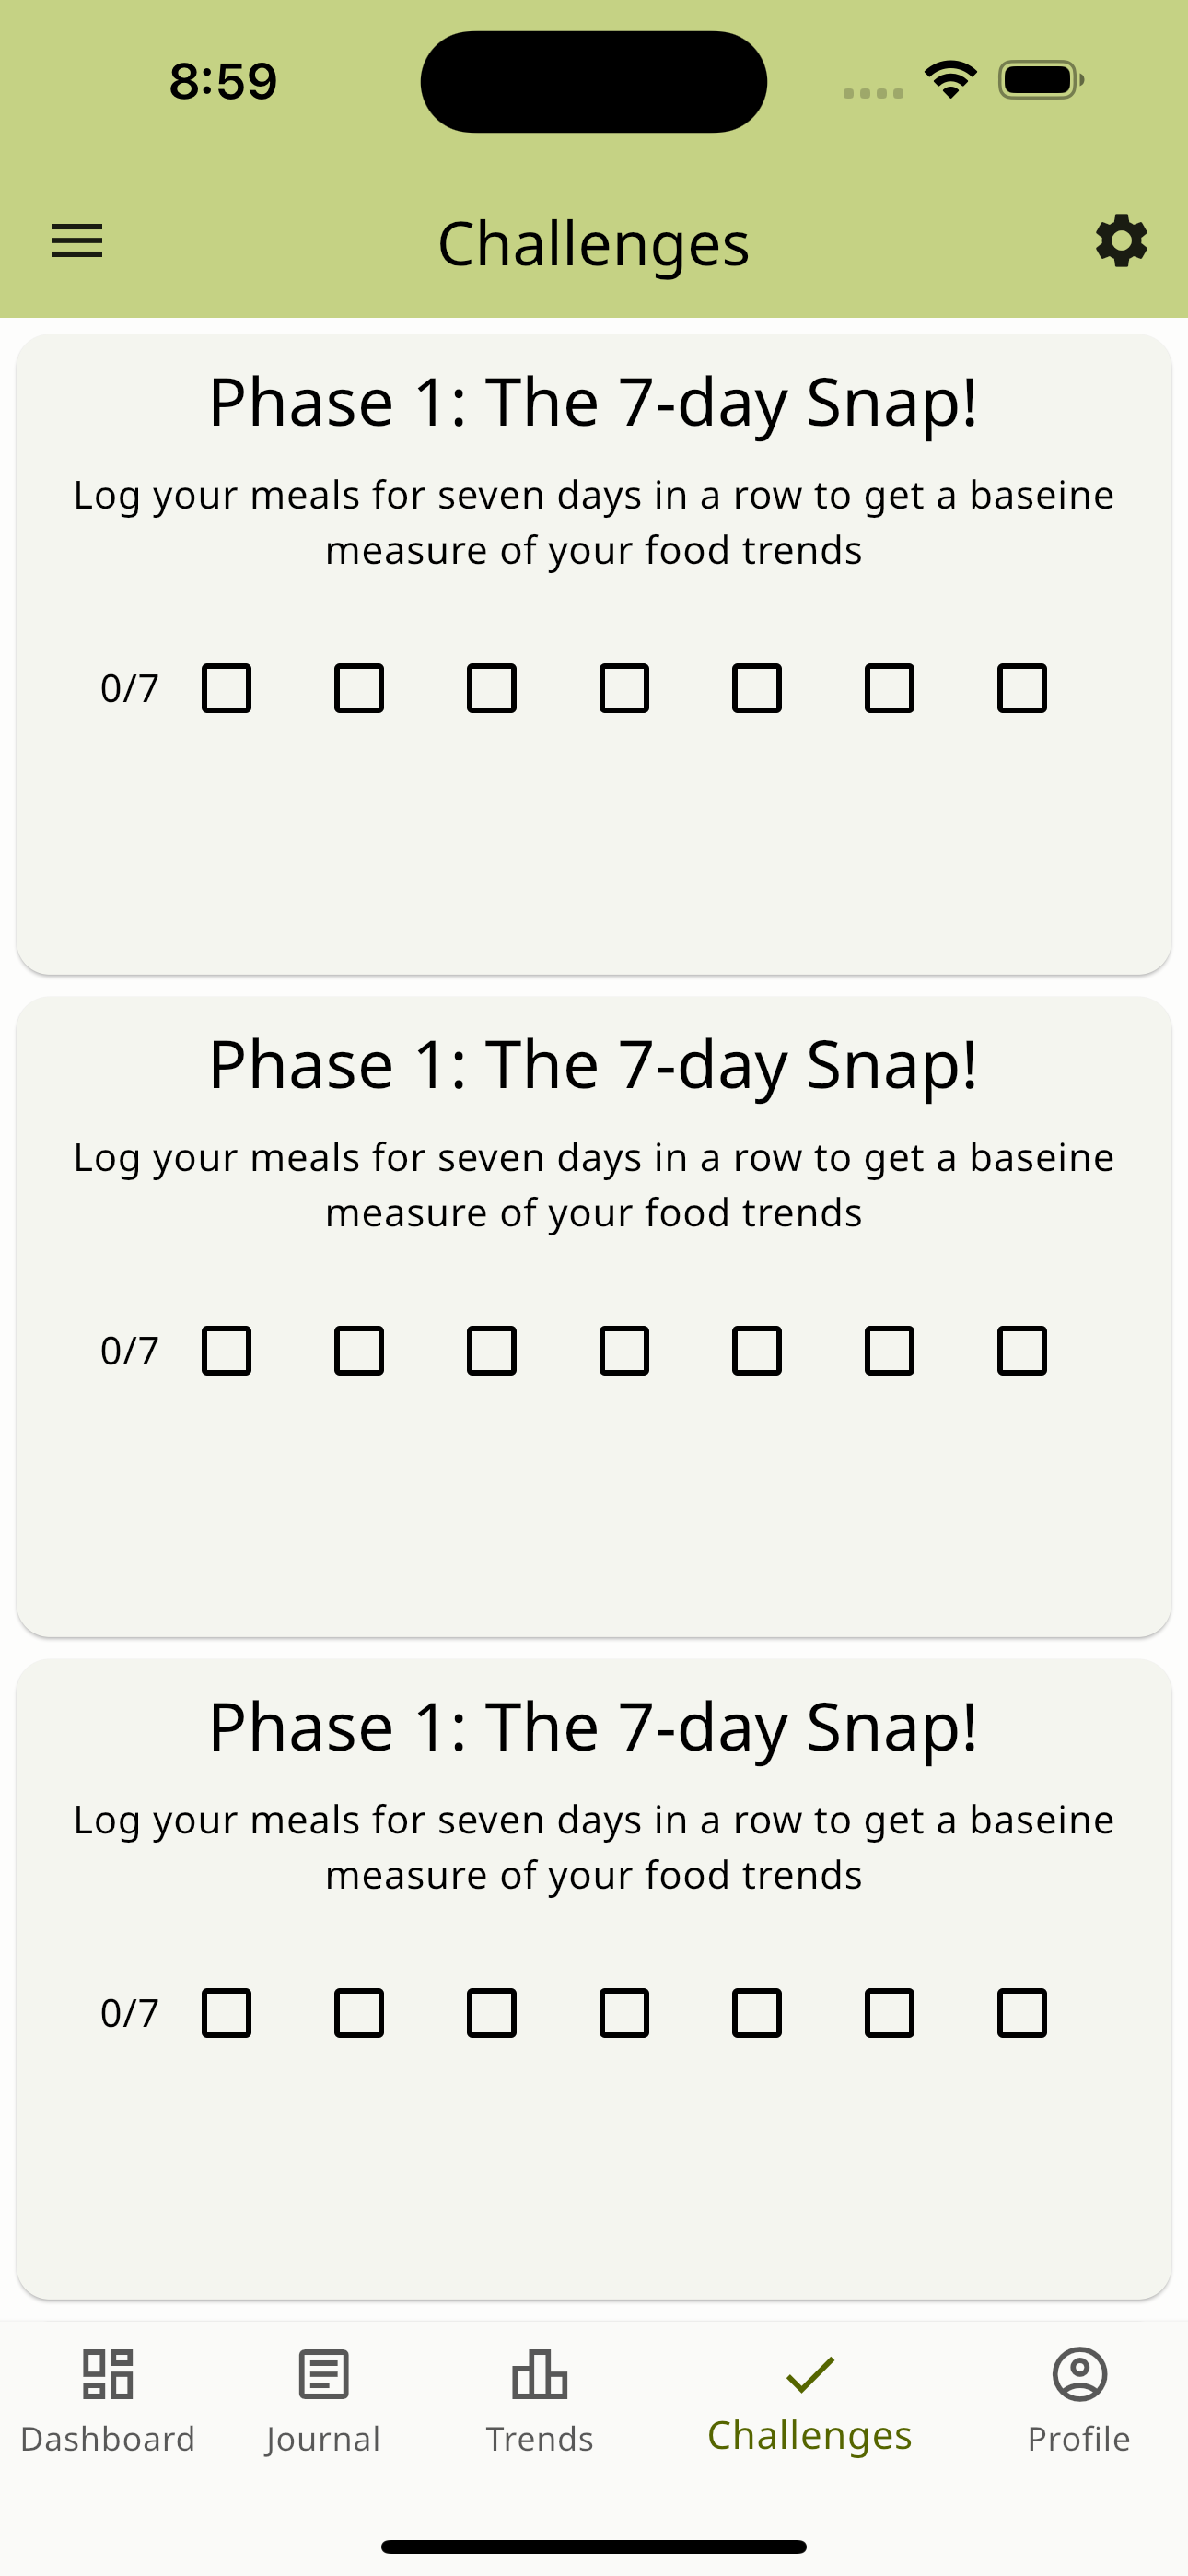 8:59
Challenges
Phase 1: The 7-day Snap!
Log your meals for seven days in a row to get a baseine
measure of your food trends
0/7
Phase 1: The 7-day Snap!
Log your meals for seven days in a row to get a baseine
measure of your food trends
0/7
Phase 1: The 7-day Snap!
Log your meals for seven days in a row to get a baseine
measure of your food trends
0/7
Dashboard Journal Trends Challenges Profile